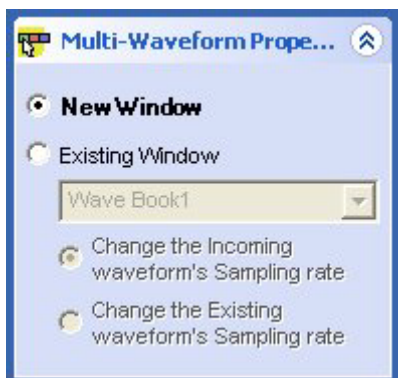 Multi-Waveform Prope...
New Window
Existing Window
Wave Book1
Change the Incoming
waveform's Sampling rate
Change the Existing
waveform's Sampling rate